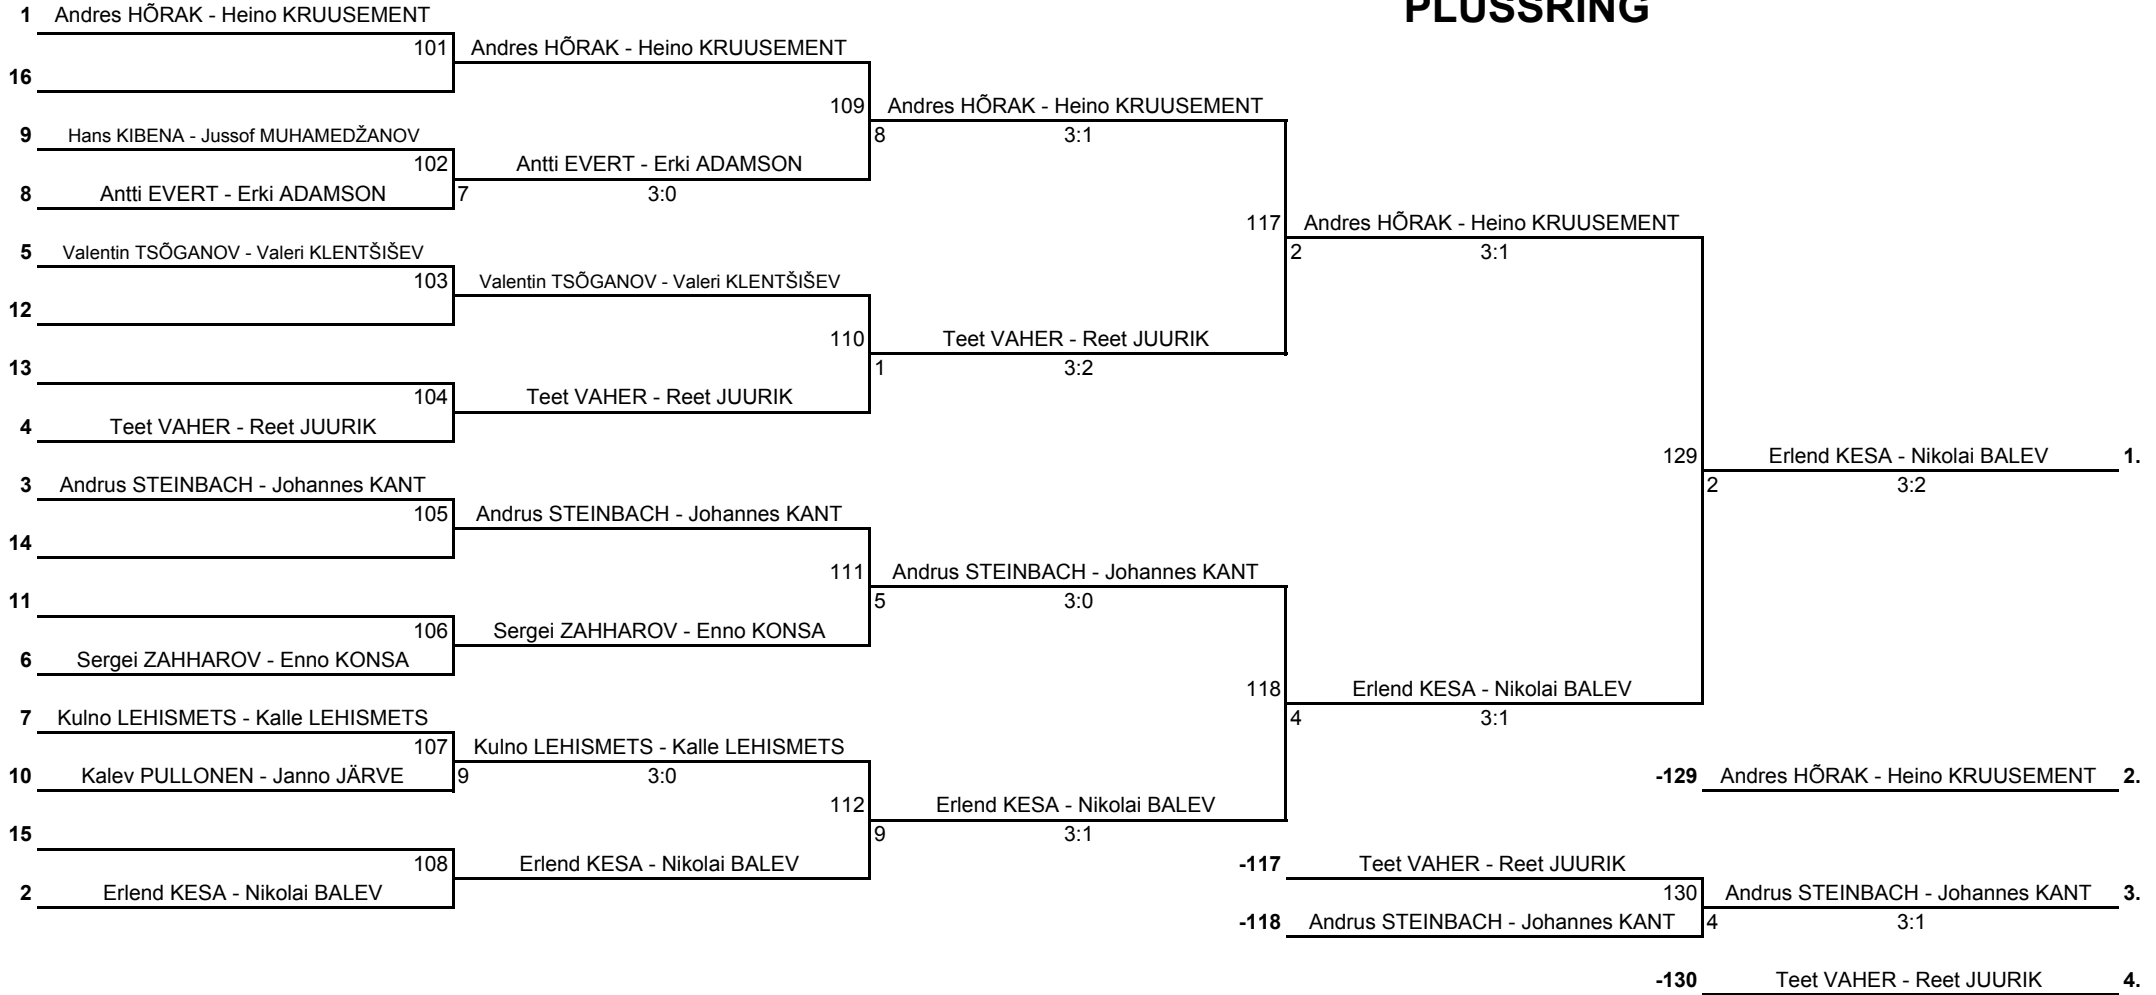 PLUSSRING
1 Andres HÕRAK - Heino KRUUSEMENT
101 Andres HÕRAK - Heino KRUUSEMENT
16
109 Andres HÕRAK - Heino KRUUSEMENT
9 Hans KIBENA - Jussof MUHAMEDŽANOV
8 3:1
102 Antti EVERT - Erki ADAMSON
8 Antti EVERT - Erki ADAMSON
7 3:0
117 Andres HÕRAK - Heino KRUUSEMENT
5 Valentin TSÕGANOV - Valeri KLENTŠIŠEV
2 3:1
103 Valentin TSÕGANOV - Valeri KLENTŠIŠEV
12
110 Teet VAHER - Reet JUURIK
13
1 3:2
104 Teet VAHER - Reet JUURIK
4 Teet VAHER - Reet JUURIK
129 Erlend KESA - Nikolai BALEV 1.
3 Andrus STEINBACH - Johannes KANT
2 3:2
105 Andrus STEINBACH - Johannes KANT
14
111 Andrus STEINBACH - Johannes KANT
11
5 3:0
106 Sergei ZAHHAROV - Enno KONSA
6 Sergei ZAHHAROV - Enno KONSA
118 Erlend KESA - Nikolai BALEV
7 Kulno LEHISMETS - Kalle LEHISMETS
4 3:1
107 Kulno LEHISMETS - Kalle LEHISMETS
10 Kalev PULLONEN - Janno JÄRVE
9 3:0
-129 Andres HÕRAK - Heino KRUUSEMENT 2.
112 Erlend KESA - Nikolai BALEV
15
9 3:1
108 Erlend KESA - Nikolai BALEV
-117 Teet VAHER - Reet JUURIK
2 Erlend KESA - Nikolai BALEV
130 Andrus STEINBACH - Johannes KANT 3.
-118 Andrus STEINBACH - Johannes KANT
4 3:1
-130 Teet VAHER - Reet JUURIK 4.